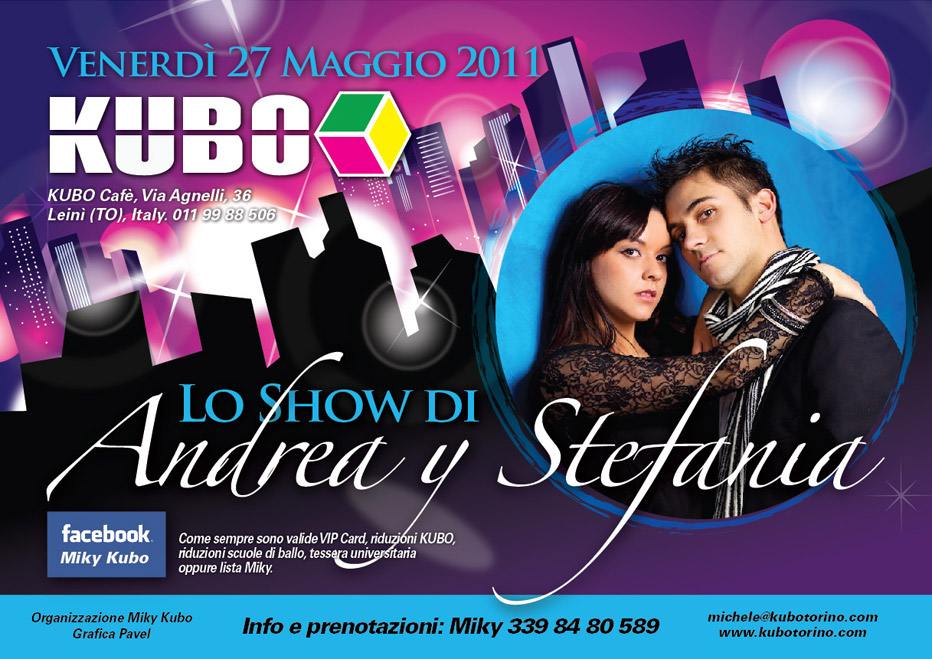 Venerdì 27 Maggio 2011
KUBO
KUBO Cafè, Via Agnelli, 36
Leinì (TO), Italy. 011 99 88 506
Lo Show di
Andrea y Stefania
facebook
Miky Kubo
Come sempre sono valide VIP Card, riduzioni KUBO,
riduzioni scuole di ballo, tessera universitaria
oppure lista Miky.
Organizzazione Miky Kubo
Grafica Pavel
Info e prenotazioni: Miky 339 84 80 589
michele@kubotorino.com
www.kubotorino.com